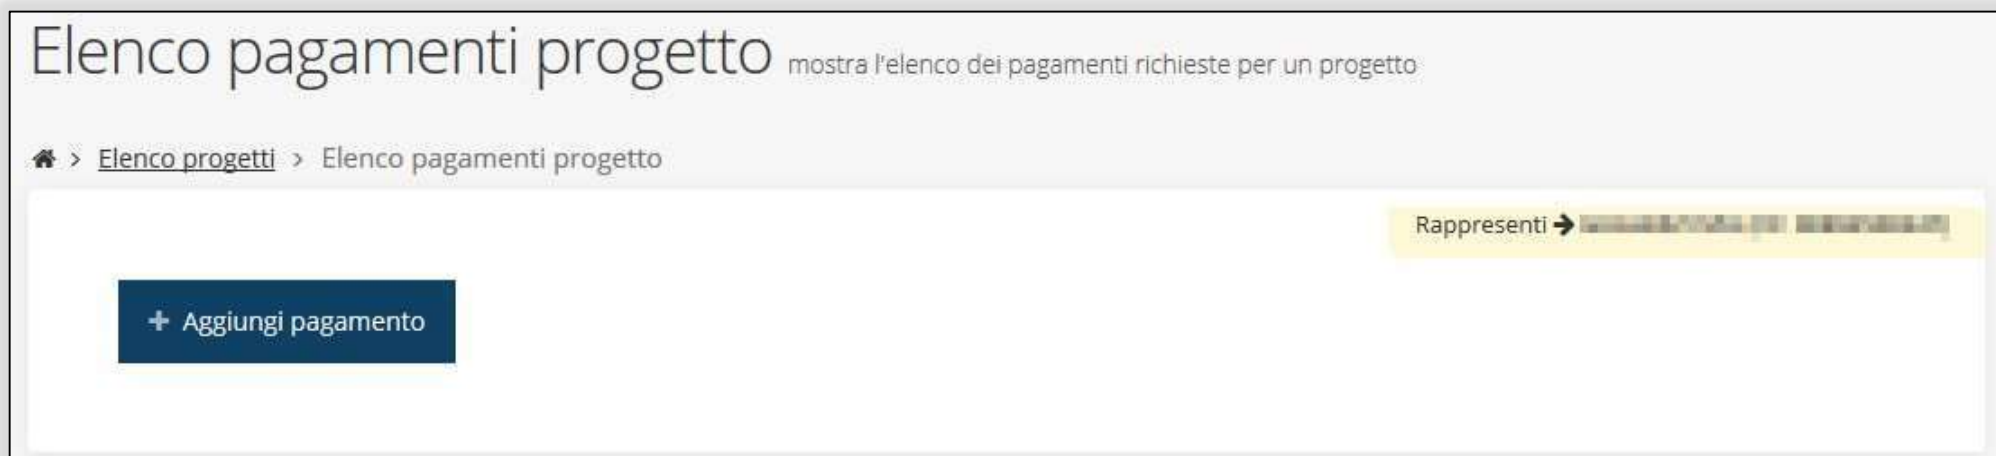 Elenco pagamenti progetto mostra l'elenco dei pagamenti richieste per un progetto
> Elenco progetti > Elenco pagamenti progetto
Rappresenti →
+ Aggiungi pagamento